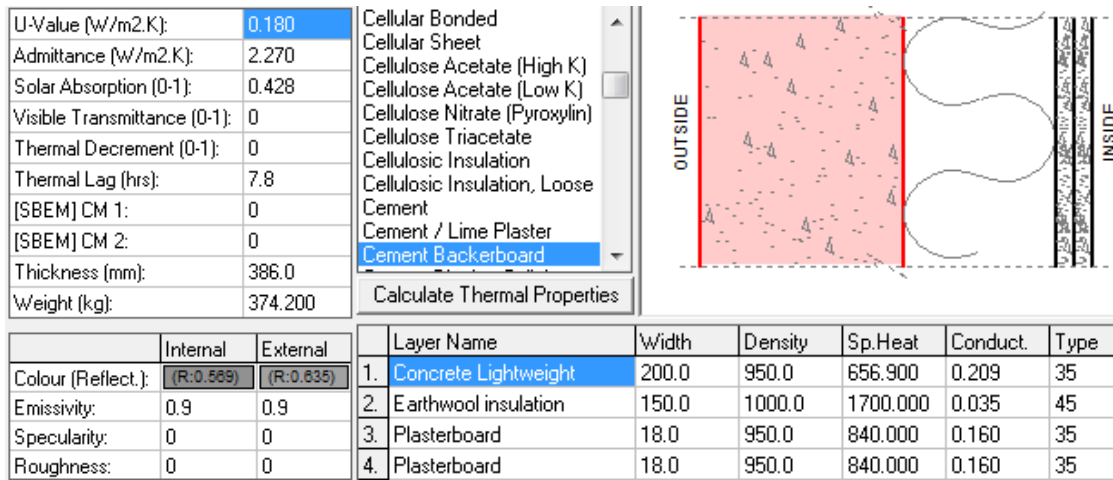 U-Value (W/m2.K): 0.180
Admittance (W/m2.K): 2.270
Solar Absorption (0-1): 0.428
Visible Transmittance (0-1): 0
Thermal Decrement (0-1): 0
Thermal Lag (hrs): 7.8
[SBEM] CM 1: 0
[SBEM] CM 2: 0
Thickness (mm): 386.0
Weight (kg): 374.200
Cellular Bonded
Cellular Sheet
Cellulose Acetate (High K)
Cellulose Acetate (Low K)
Cellulose Nitrate (Pyroxylin)
Cellulose Triacetate
Cellulosic Insulation
Cellulosic Insulation, Loose
Cement
Cement / Lime Plaster
Cement Backerboard
Calculate Thermal Properties
OUTSIDE
INSIDE
Internal External
Colour (Reflect.): (R:0.569) (R:0.635)
Emissivity: 0.9 0.9
Specularity: 0 0
Roughness: 0 0
Layer Name Width Density Sp.Heat Conduct. Type
1. Concrete Lightweight 200.0 950.0 656.900 0.209 35
2. Earthwool insulation 150.0 1000.0 1700.000 0.035 45
3. Plasterboard 18.0 950.0 840.000 0.160 35
4. Plasterboard 18.0 950.0 840.000 0.160 35